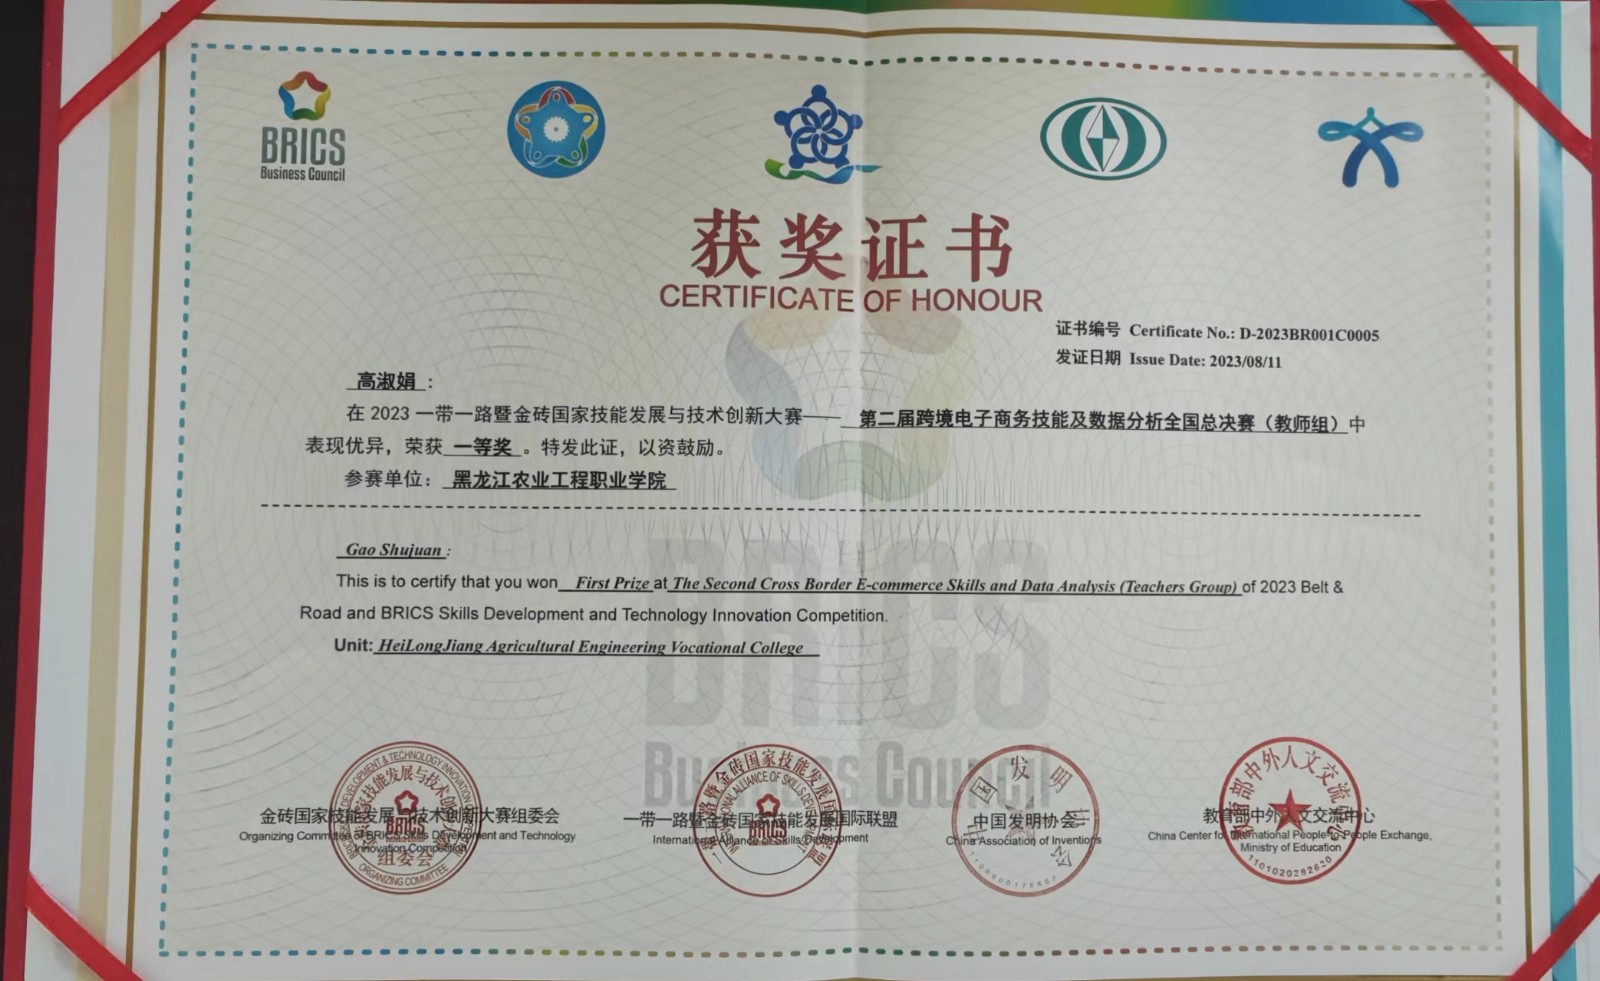 BRICS
Business Council
获奖证书
CERTIFICATE OF HONOUR
证书编号 Certificate No.: D-2023BR001C0005
发证日期 Issue Date: 2023/08/11
高淑娟：
在 2023 一带一路暨金砖国家技能发展与技术创新大赛—— 第二届跨境电子商务技能及数据分析全国总决赛（教师组）中
表现优异，荣获 一等奖 。特发此证，以资鼓励。
参赛单位： 黑龙江农业工程职业学院
Gao Shujuan :
This is to certify that you won First Prize at The Second Cross Border E-commerce Skills and Data Analysis (Teachers Group) of 2023 Belt &
Road and BRICS Skills Development and Technology Innovation Competition.
Unit: HeiLongJiang Agricultural Engineering Vocational College
BRICS
Business Council
金砖国家技能发展与技术创新大赛组委会
Organizing Committee of BRICS Skills Development and Technology
Innovation Competition
组委会
ORGANIZING COMMITTEE
一带一路暨金砖国家技能发展国际联盟
International Alliance of Skills Development
中国发明协会
China Association of Inventions
教育部中外人文交流中心
China Center for International People-to-People Exchange,
Ministry of Education
1101020282620